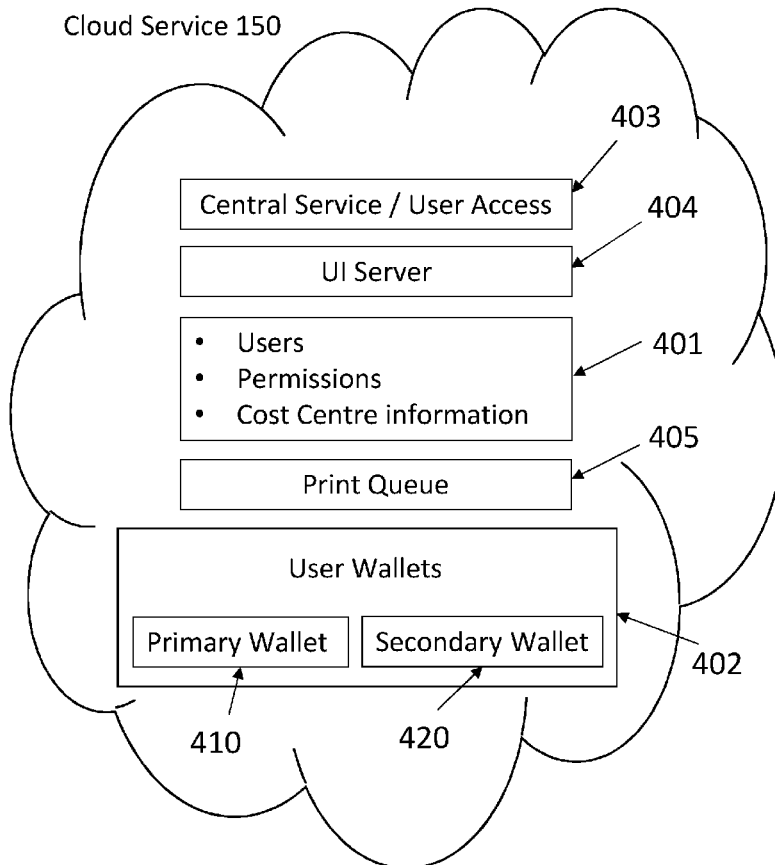 Cloud Service 150
403
Central Service / User Access
404
UI Server
• Users
401
• Permissions
• Cost Centre information
405
Print Queue
User Wallets
Primary Wallet
Secondary Wallet
402
410
420